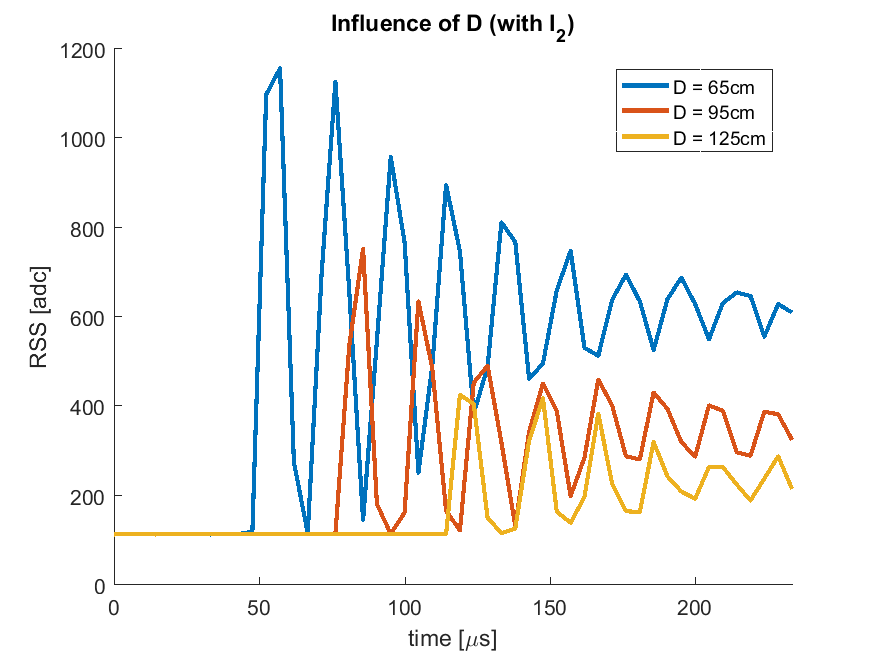 Influence of D (with I2)
1200
1000
800
600
400
200
0
RSS [adc]
D = 65cm
D = 95cm
D = 125cm
0 50 100 150 200
time [μs]